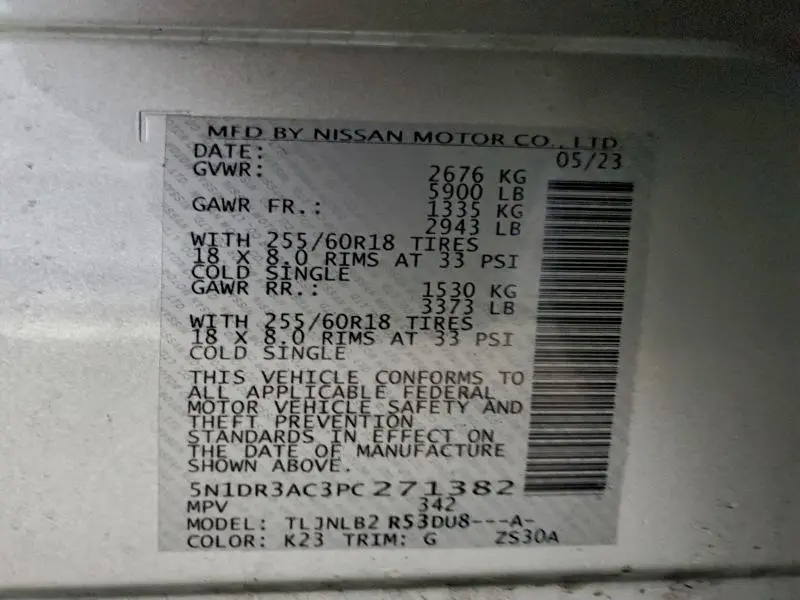 MFD BY NISSAN MOTOR CO., LTD.
DATE: 05/23
GVWR: 2676 KG
5900 LB
GAWR FR.: 1335 KG
2943 LB
WITH 255/60R18 TIRES
18 X 8.0 RIMS AT 33 PSI
COLD SINGLE
GAWR RR.: 1530 KG
3373 LB
WITH 255/60R18 TIRES
18 X 8.0 RIMS AT 33 PSI
COLD SINGLE
THIS VEHICLE CONFORMS TO
ALL APPLICABLE FEDERAL
MOTOR VEHICLE SAFETY AND
THEFT PREVENTION
STANDARDS IN EFFECT ON
THE DATE OF MANUFACTURE
SHOWN ABOVE.
5N1DR3AC3PC271382
MPV 342
MODEL: TLJNLB2 R53DU8---A-
COLOR: K23 TRIM: G ZS30A